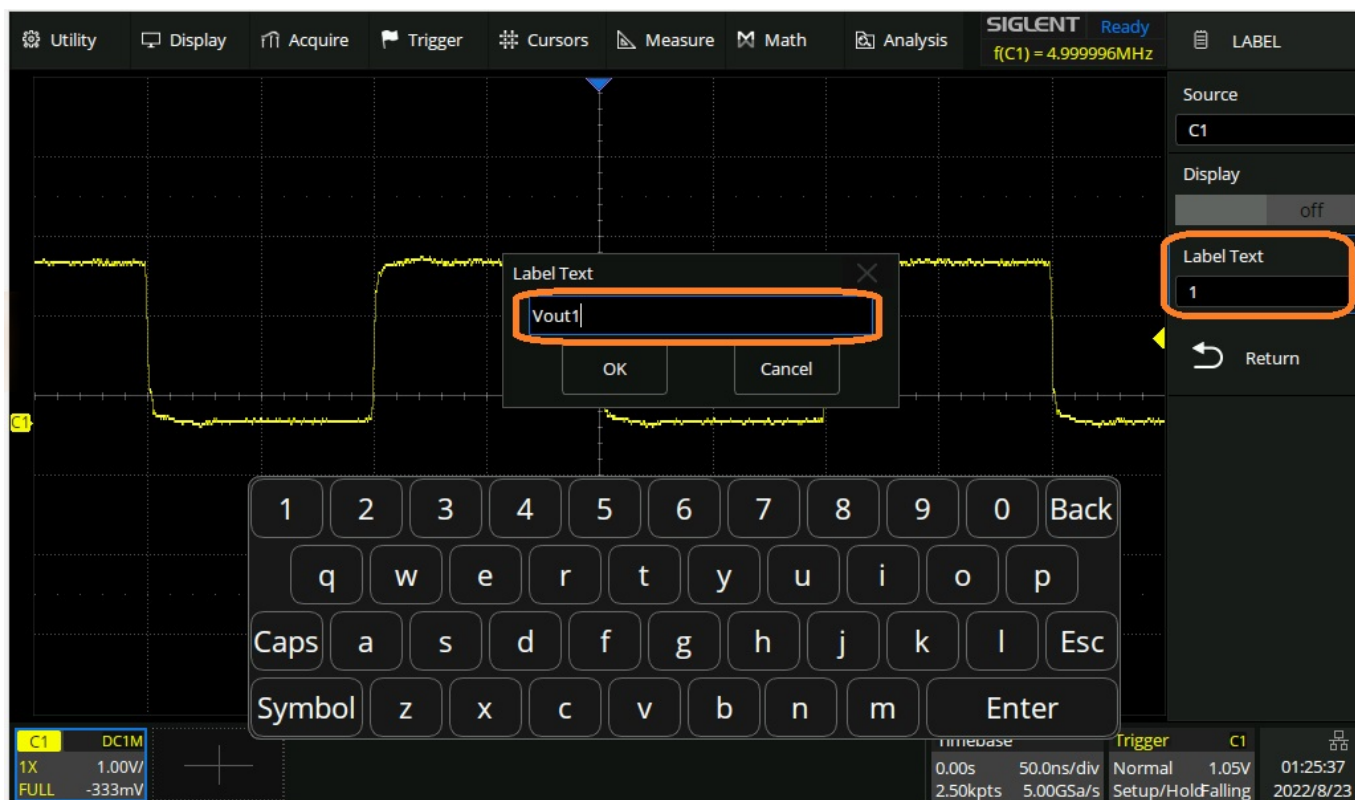 Utility Display Acquire Trigger Cursors Measure Math Analysis
SIGLENT Ready
f(C1) = 4.999996MHz
LABEL
Source
C1
Display
off
Label Text
1
Return
Label Text
Vout1
OK Cancel
C1
1 2 3 4 5 6 7 8 9 0 Back
q w e r t y u i o p
Caps a s d f g h j k l Esc
Symbol z x c v b n m Enter
C1 DC1M
1X 1.00V/
FULL -333mV
Timebase
0.00s 50.0ns/div
2.50kpts 5.00GSa/s
Trigger C1
Normal 1.05V
Setup/Hold Falling
01:25:37
2022/8/23